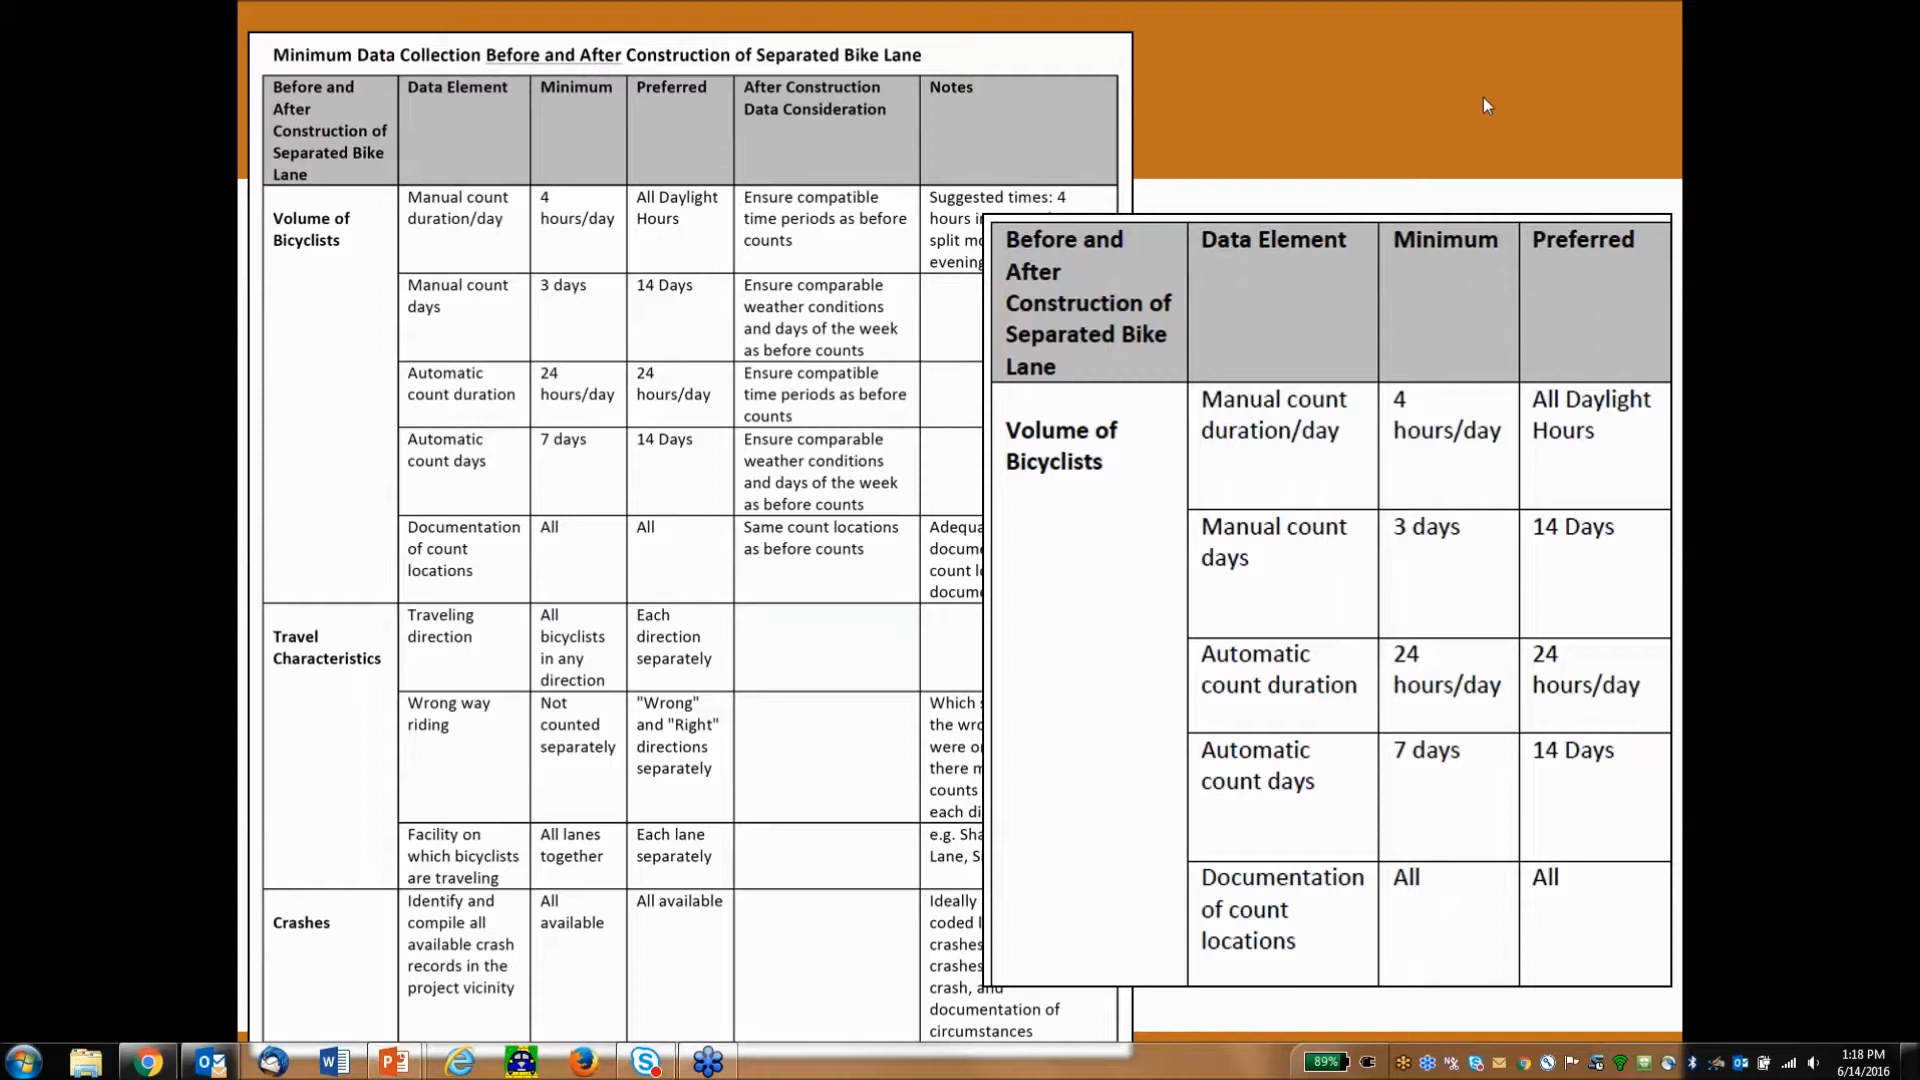 Minimum Data Collection Before and After Construction of Separated Bike Lane
Before and
After
Construction of
Separated Bike
Lane
Data Element
Minimum
Preferred
After Construction
Data Consideration
Notes
Volume of
Bicyclists
Manual count
duration/day
4
hours/day
All Daylight
Hours
Ensure compatible
time periods as before
counts
Suggested times: 4
hours
split
evening
Manual count
days
3 days
14 Days
Ensure comparable
weather conditions
and days of the week
as before counts
Automatic
count duration
24
hours/day
24
hours/day
Ensure compatible
time periods as before
counts
Automatic
count days
7 days
14 Days
Ensure comparable
weather conditions
and days of the week
as before counts
Documentation
of count
locations
All
All
Same count locations
as before counts
count
Travel
Characteristics
Traveling
direction
All
bicyclists
in any
direction
Each
direction
separately
Wrong way
riding
Not
counted
separately
"Wrong"
and "Right"
directions
separately
Which
the
were
there
counts
each
Facility on
which bicyclists
are traveling
All lanes
together
Each lane
separately
e.g.
Lane,
Crashes
Identify and
compile all
available crash
records in the
project vicinity
All
available
All available
Ideally
coded
crashes
crashes
crash, and
documentation of
circumstances
Before and
After
Construction of
Separated Bike
Lane
Data Element
Minimum
Preferred
Volume of
Bicyclists
Manual count
duration/day
4
hours/day
All Daylight
Hours
Manual count
days
3 days
14 Days
Automatic
count duration
24
hours/day
24
hours/day
Automatic
count days
7 days
14 Days
Documentation
of count
locations
All
All
89%
1:18 PM
6/14/2016